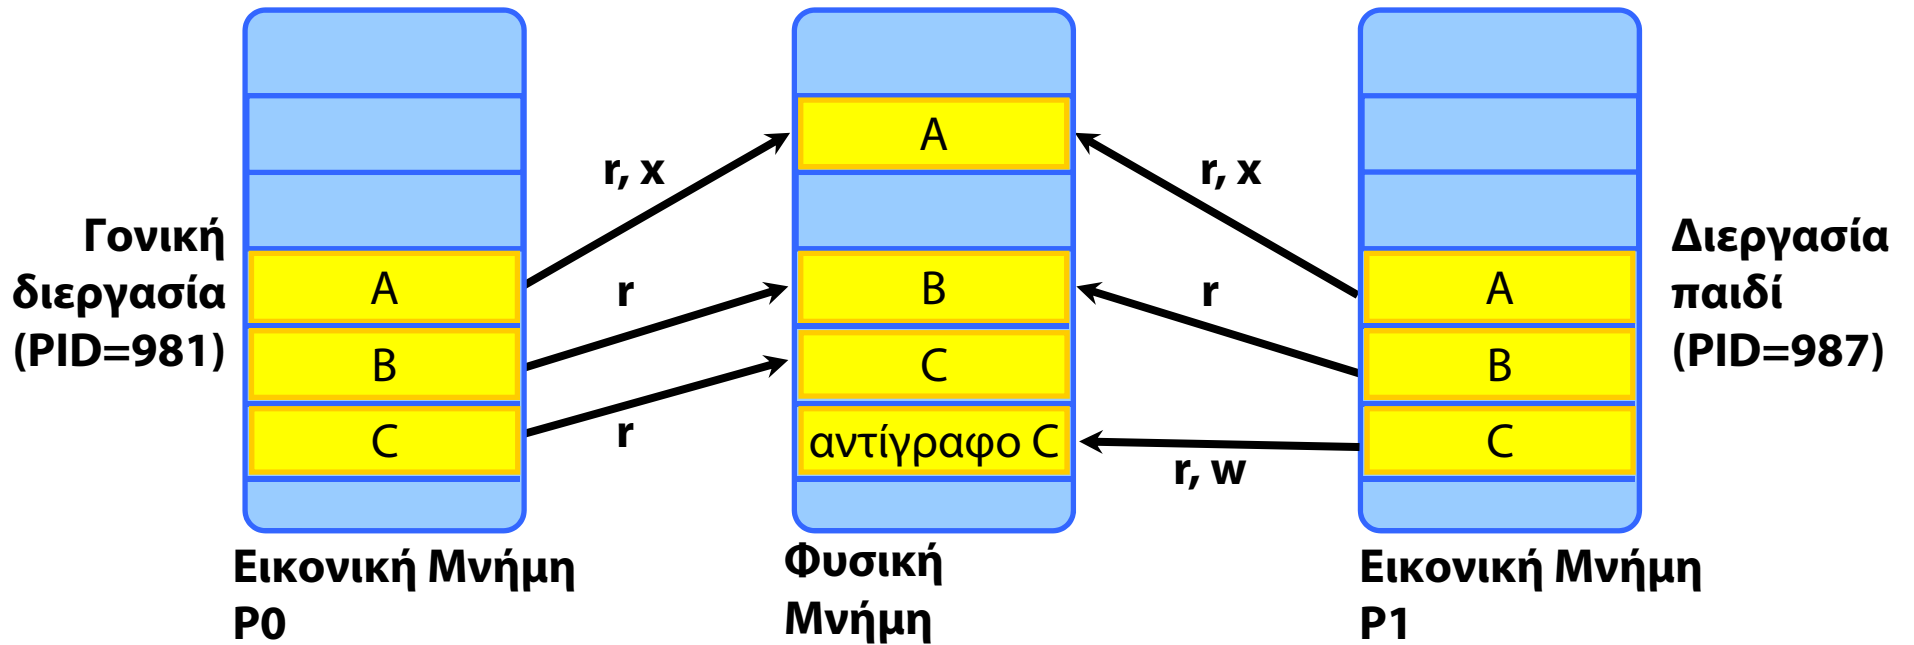 Γονική
διεργασία
(PID=981)
A
B
C
Εικονική Μνήμη
P0
r, x
r
r
A
B
C
αντίγραφο C
Φυσική
Μνήμη
r, x
r
r, w
A
B
C
Εικονική Μνήμη
P1
Διεργασία
παιδί
(PID=987)